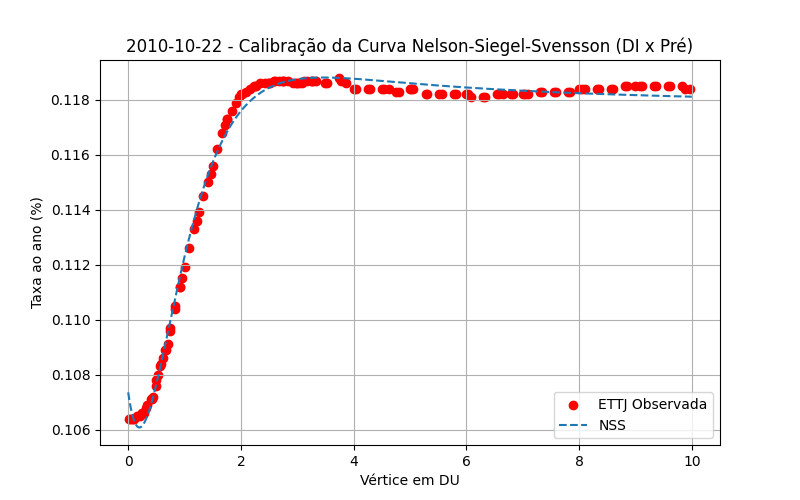 2010-10-22 - Calibração da Curva Nelson-Siegel-Svensson (DI x Pré)
Taxa ao ano (%)
0.118
0.116
0.114
0.112
0.110
0.108
0.106
ETTJ Observada
NSS
0 2 4 6 8 10
Vértice em DU